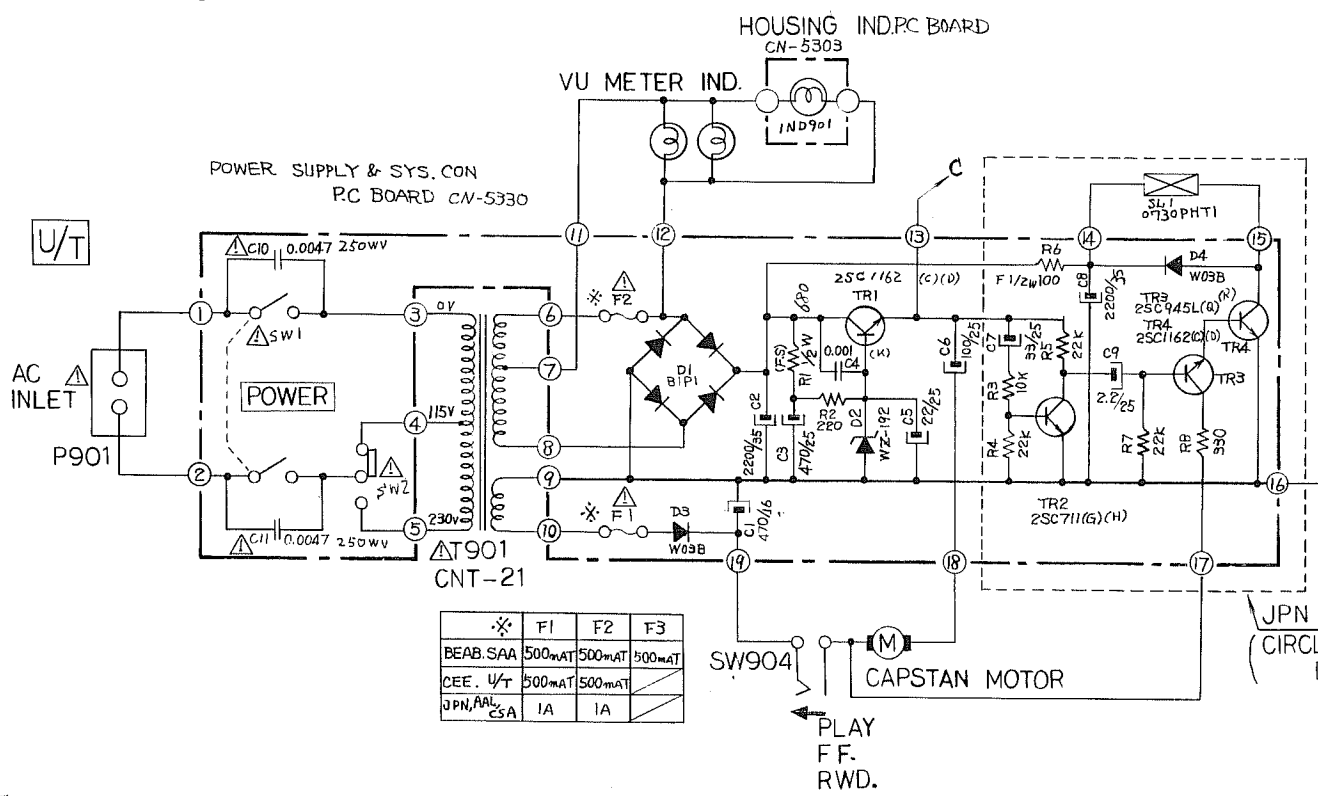 HOUSING IND.P.C BOARD
CN-5303
VU METER IND.
IND901
POWER SUPPLY & SYS. CON
P.C BOARD CN-5330
C
U/T
C10 0.0047 250WV
SW1
POWER
AC
INLET
P901
SW2
C11 0.0047 250WV
1
2
3
4
5
0V
115V
230V
T901
CNT-21
6
7
8
9
10
11
12
13
14
15
16
17
18
19
F2
F1
D1
B1P1
D3
W03B
C1
470/16
C2
2200/35
C3
470/25
(F.S)
R1 1/2 W
680
0.001
C4
R2
220
D2
WZ-192
C5
22/25
2SC1162 (C)(D)
TR1
(K)
C6
100/25
C7
33/25
R3
10K
R4
22K
R5
22K
R6
F 1/2W 100
C8
2200/35
SL1
0730PHT1
D4
W03B
TR3
2SC945L(Q)(R)
TR4
2SC1162(C)(D)
TR4
TR3
C9
2.2/25
R7
22K
R8
330
TR2
2SC711(G)(H)
※ F1 F2 F3
BEAB.SAA 500mAT 500mAT 500mAT
CEE. U/T 500mAT 500mAT
JPN, AAL, CSA 1A 1A
SW904
M
CAPSTAN MOTOR
PLAY
F F.
RWD.
JPN